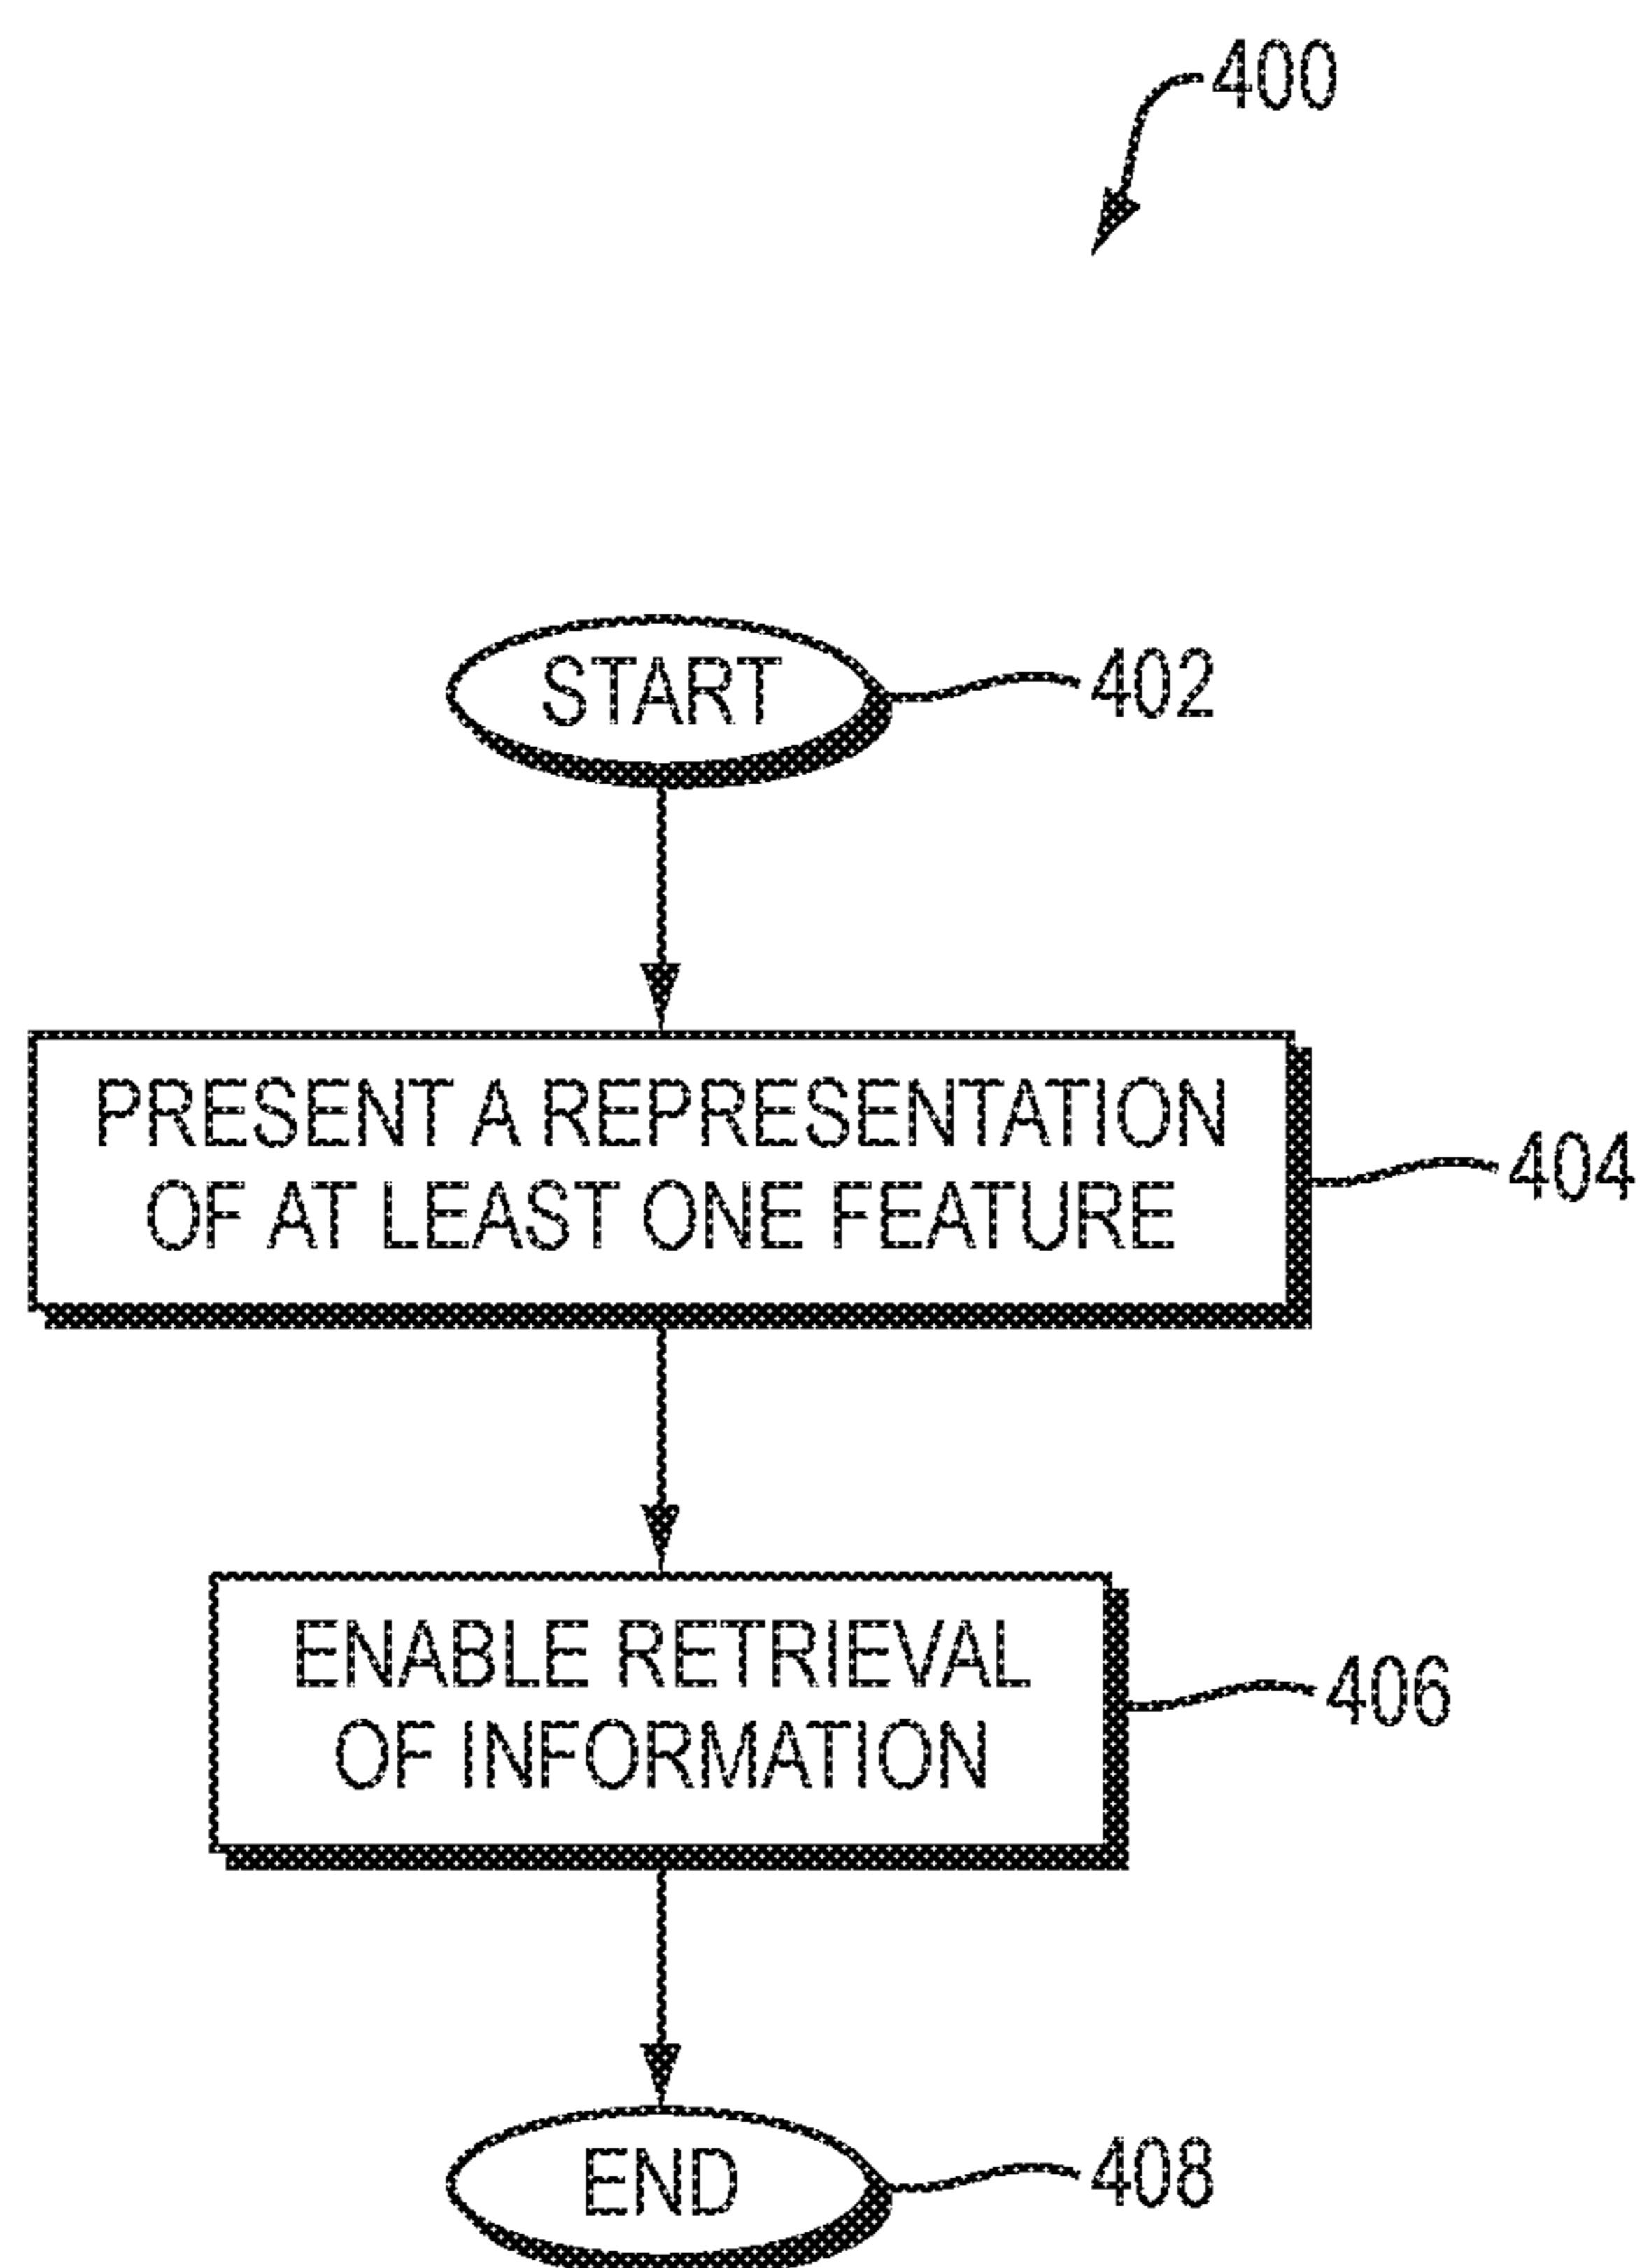 400
START
402
PRESENT A REPRESENTATION
OF AT LEAST ONE FEATURE
404
ENABLE RETRIEVAL
OF INFORMATION
406
END
408